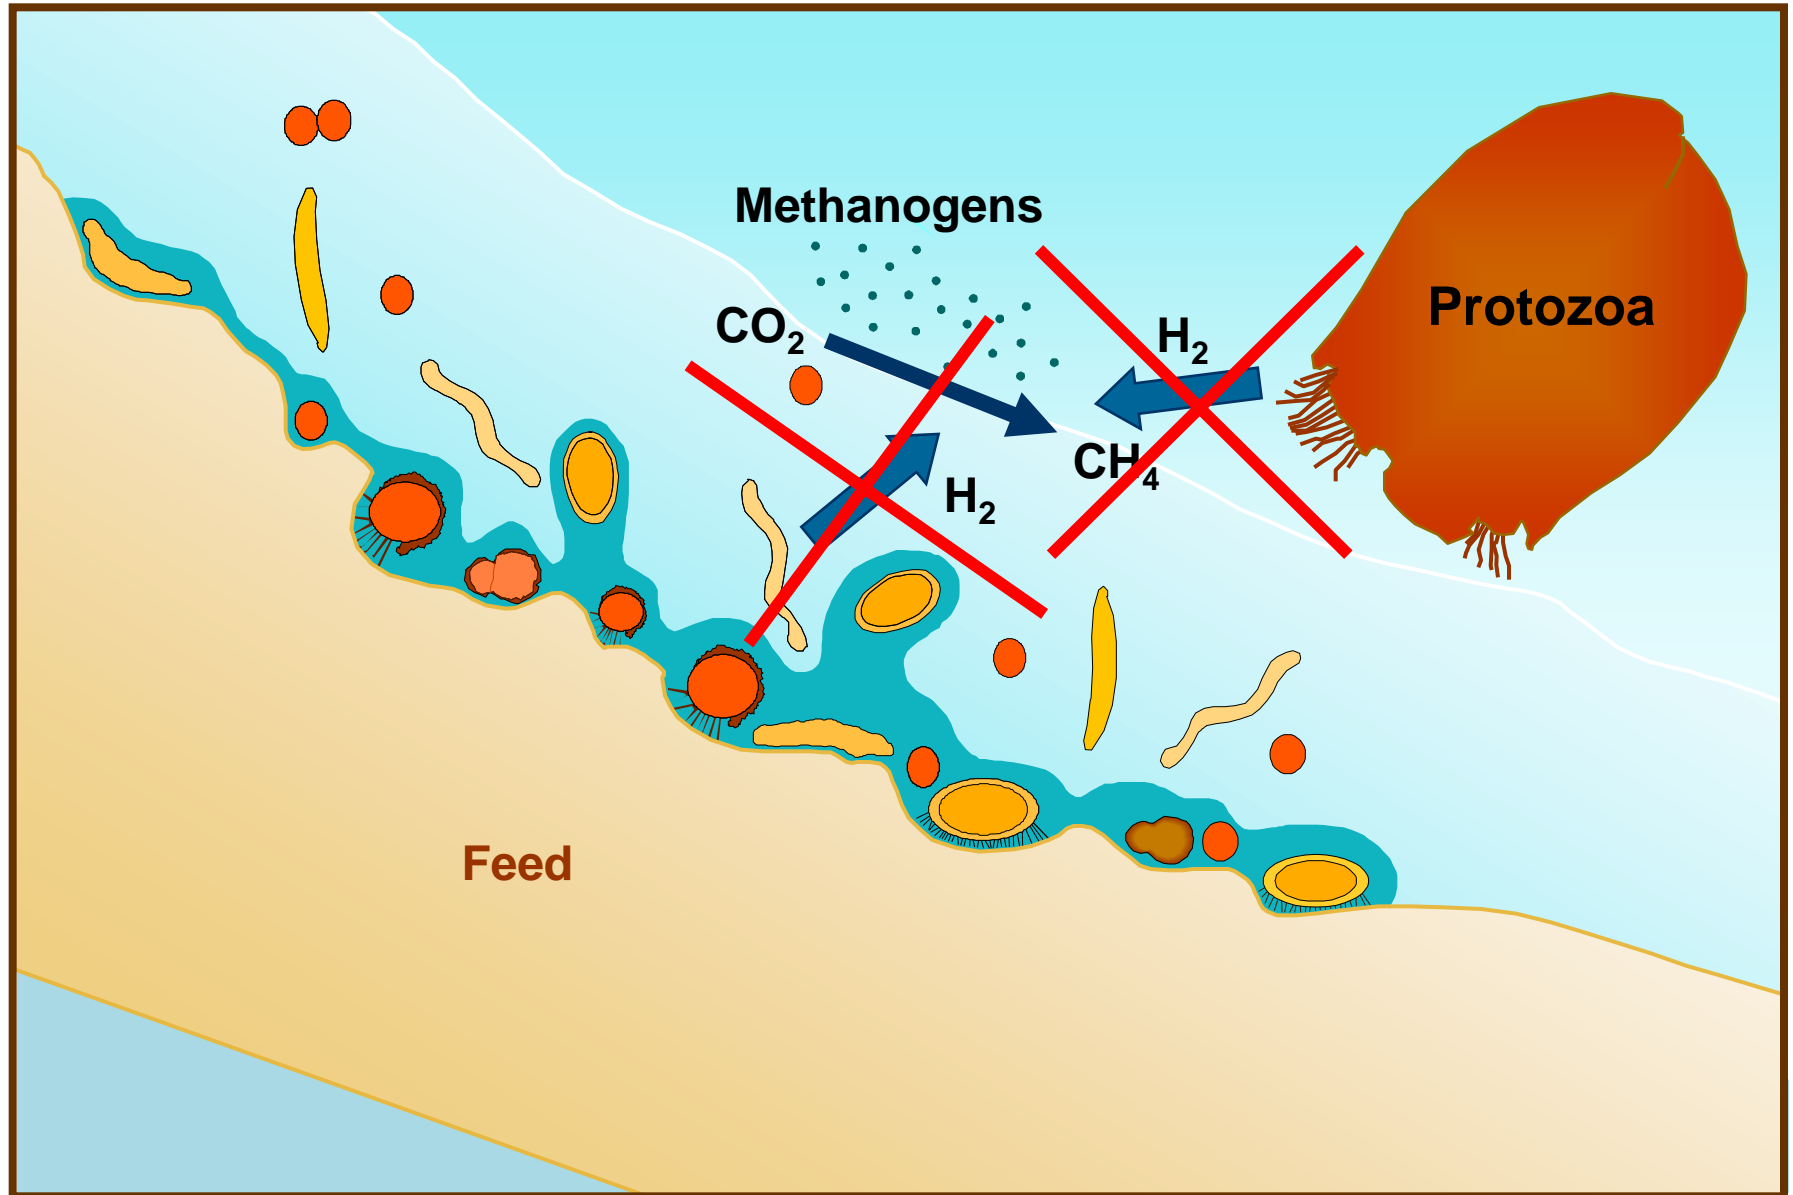 Methanogens
CO₂
H₂
Protozoa
CH₄
H₂
Feed